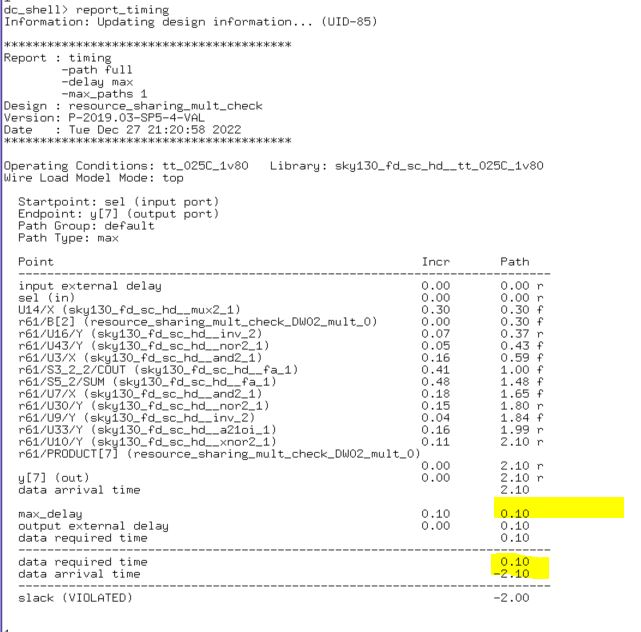 dc_shell> report_timing
Information: Updating design information... (UID-85)
****************************************
Report : timing
-path full
-delay max
-max_paths 1
Design : resource_sharing_mult_check
Version: P-2019.03-SP5-4-VAL
Date : Tue Dec 27 21:20:58 2022
****************************************
Operating Conditions: tt_025C_1v80 Library: sky130_fd_sc_hd__tt_025C_1v80
Wire Load Model Mode: top
Startpoint: sel (input port)
Endpoint: y[7] (output port)
Path Group: default
Path Type: max
Point Incr Path
--------------------------------------------------------------------------
input external delay 0.00 0.00 r
sel (in) 0.00 0.00 r
U14/X (sky130_fd_sc_hd__mux2_1) 0.30 0.30 f
r61/B[2] (resource_sharing_mult_check_DW02_mult_0) 0.00 0.30 f
r61/U16/Y (sky130_fd_sc_hd__inv_2) 0.07 0.37 r
r61/U43/Y (sky130_fd_sc_hd__nor2_1) 0.05 0.43 f
r61/U3/X (sky130_fd_sc_hd__and2_1) 0.16 0.59 f
r61/S3_2_2/COUT (sky130_fd_sc_hd__fa_1) 0.41 1.00 f
r61/S5_2/SUM (sky130_fd_sc_hd__fa_1) 0.48 1.48 f
r61/U7/X (sky130_fd_sc_hd__and2_1) 0.18 1.65 f
r61/U30/Y (sky130_fd_sc_hd__nor2_1) 0.15 1.80 r
r61/U9/Y (sky130_fd_sc_hd__inv_2) 0.04 1.84 f
r61/U33/Y (sky130_fd_sc_hd__a21oi_1) 0.16 1.99 r
r61/U10/Y (sky130_fd_sc_hd__xnor2_1) 0.11 2.10 r
r61/PRODUCT[7] (resource_sharing_mult_check_DW02_mult_0)
0.00 2.10 r
y[7] (out) 0.00 2.10 r
data arrival time 2.10
max_delay 0.10 0.10
output external delay 0.00 0.10
data required time 0.10
--------------------------------------------------------------------------
data required time 0.10
data arrival time -2.10
--------------------------------------------------------------------------
slack (VIOLATED) -2.00